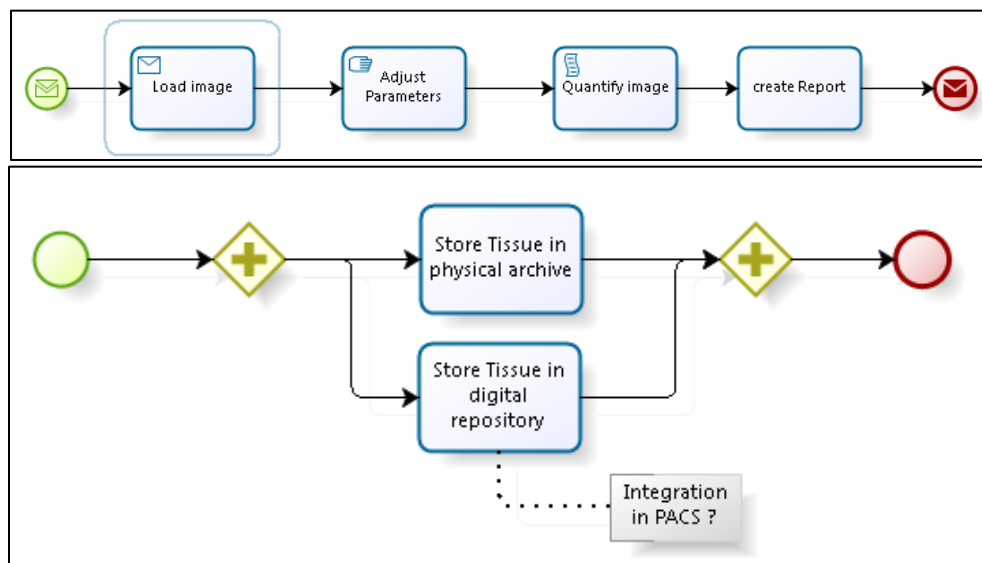 Load image
Adjust
Parameters
Quantify image
create Report
Store Tissue in
physical archive
Store Tissue in
digital
repository
Integration
in PACS ?